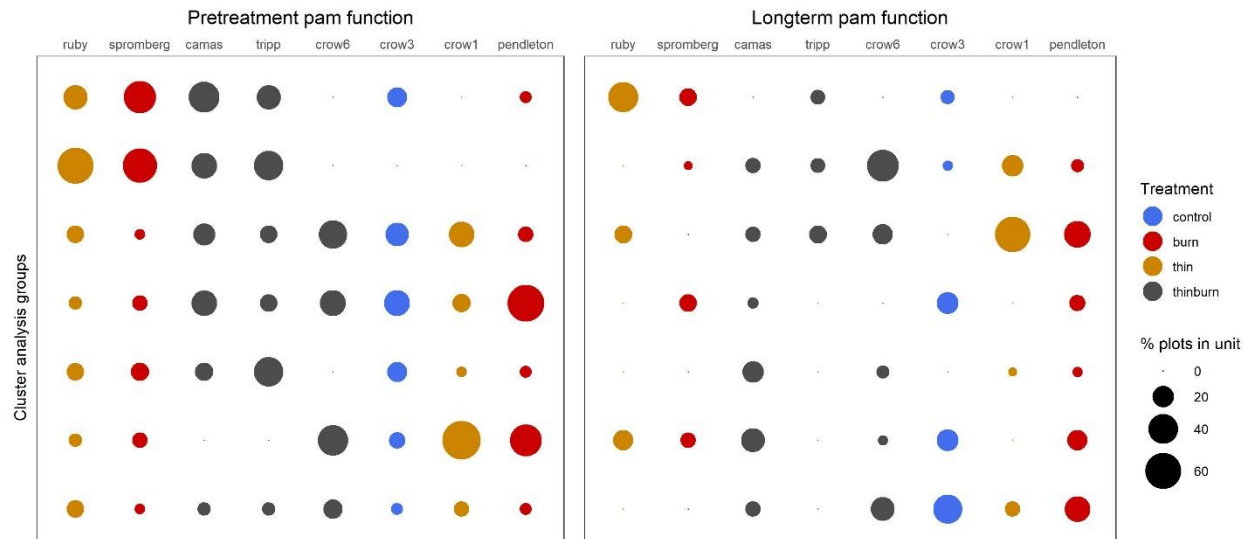 Pretreatment pam function
Longterm pam function
ruby spromberg camas tripp crow6 crow3 crow1 pendleton
ruby spromberg camas tripp crow6 crow3 crow1 pendleton
Cluster analysis groups
Treatment
control
burn
thin
thinburn
% plots in unit
0
20
40
60